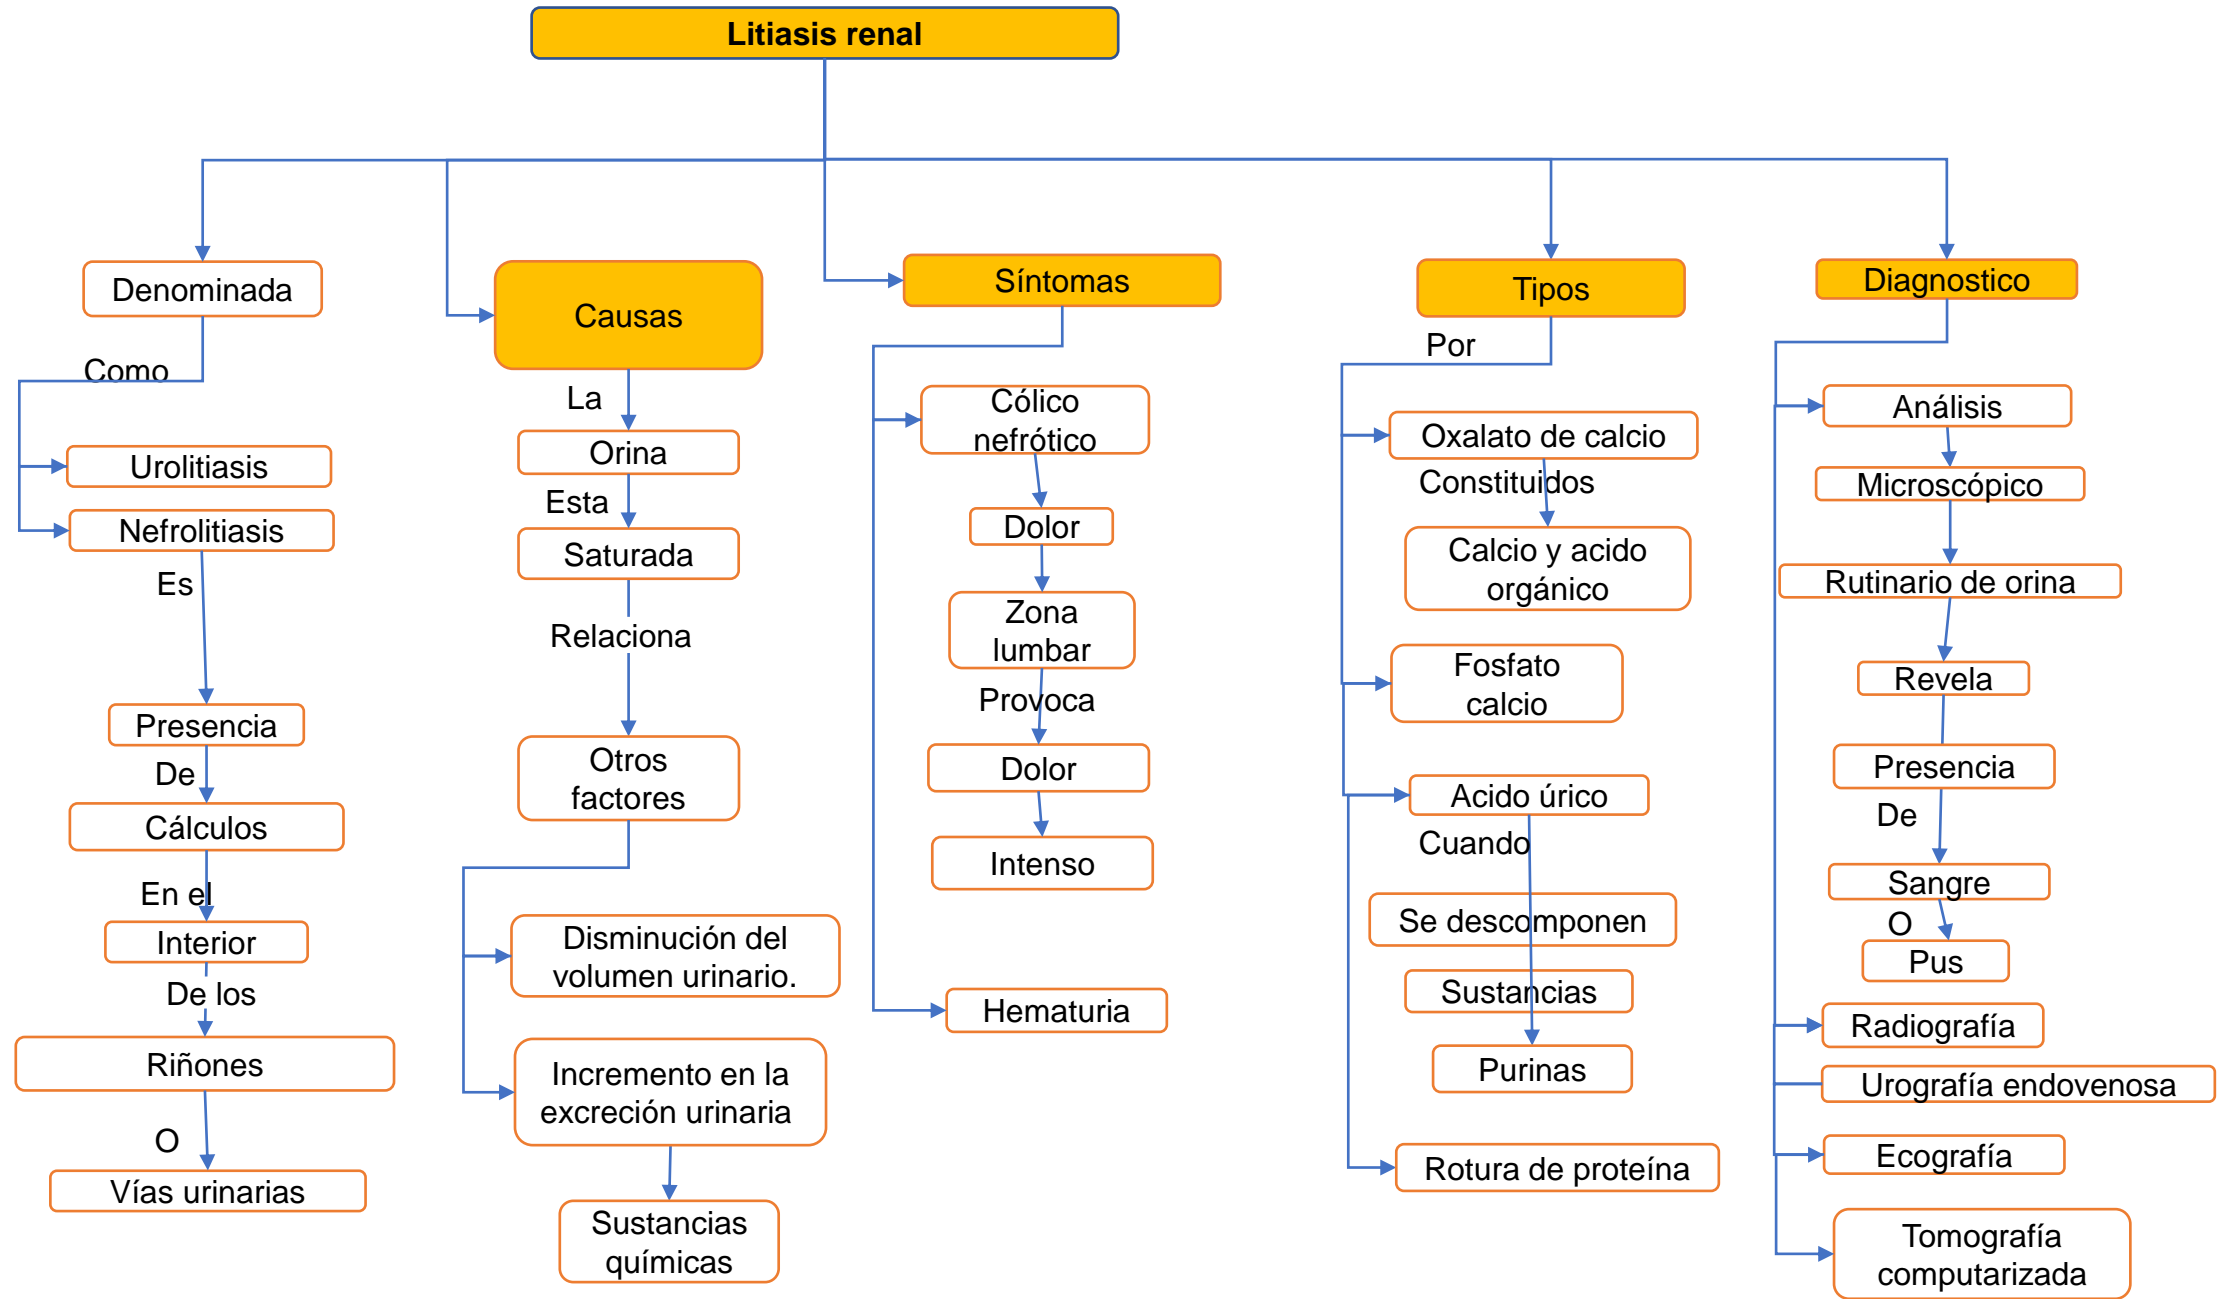 Litiasis renal
Denominada
Como
Urolitiasis
Nefrolitiasis
Es
Presencia
De
Cálculos
En el
Interior
De los
Riñones
O
Vías urinarias
Causas
La
Orina
Esta
Saturada
Relaciona
Otros
factores
Disminución del
volumen urinario.
Incremento en la
excreción urinaria
Sustancias
químicas
Síntomas
Cólico
nefrótico
Dolor
Zona
lumbar
Provoca
Dolor
Intenso
Hematuria
Tipos
Por
Oxalato de calcio
Constituidos
Calcio y acido
orgánico
Fosfato
calcio
Acido úrico
Cuando
Se descomponen
Sustancias
Purinas
Rotura de proteína
Diagnostico
Análisis
Microscópico
Rutinario de orina
Revela
Presencia
De
Sangre
O
Pus
Radiografía
Urografía endovenosa
Ecografía
Tomografía
computarizada